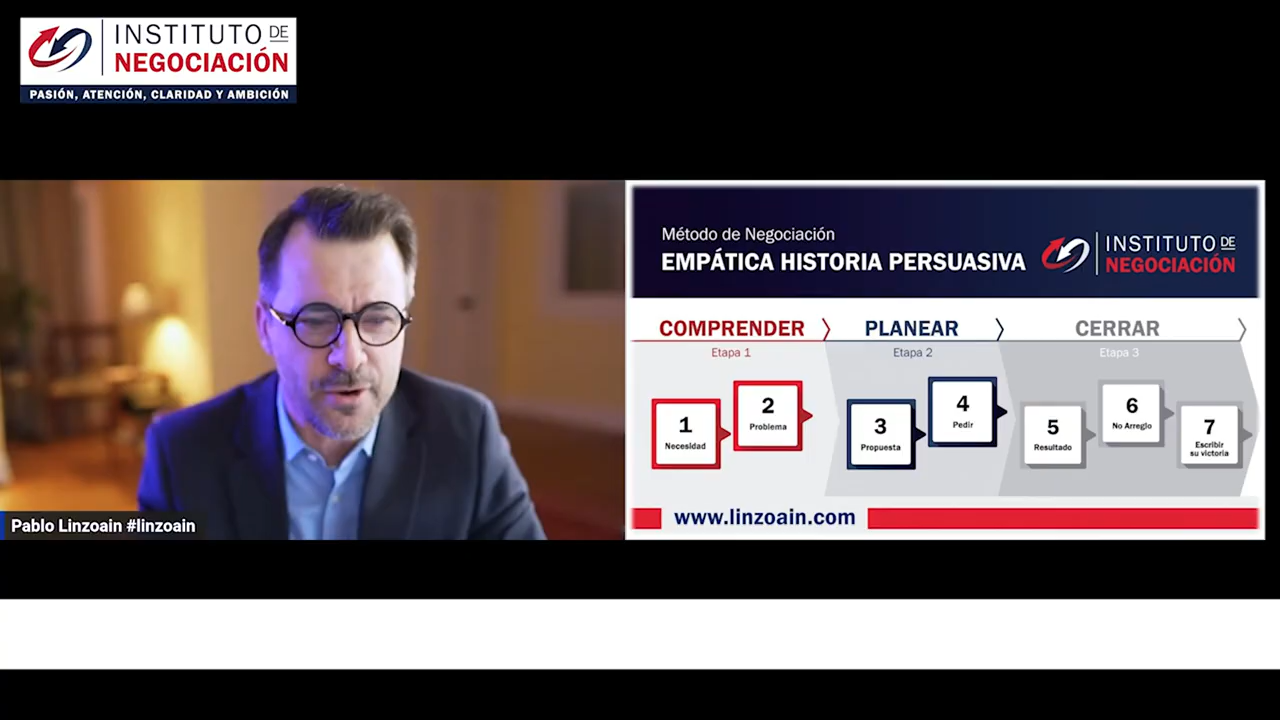 INSTITUTO DE
NEGOCIACIÓN
PASIÓN, ATENCIÓN, CLARIDAD Y AMBICIÓN
Pablo Linzoain #linzoain
Método de Negociación
EMPÁTICA HISTORIA PERSUASIVA
INSTITUTO DE
NEGOCIACIÓN
COMPRENDER
Etapa 1
1
Necesidad
2
Problema
PLANEAR
Etapa 2
3
Propuesta
4
Pedir
CERRAR
Etapa 3
5
Resultado
6
No Arreglo
7
Escribir
su victoria
www.linzoain.com